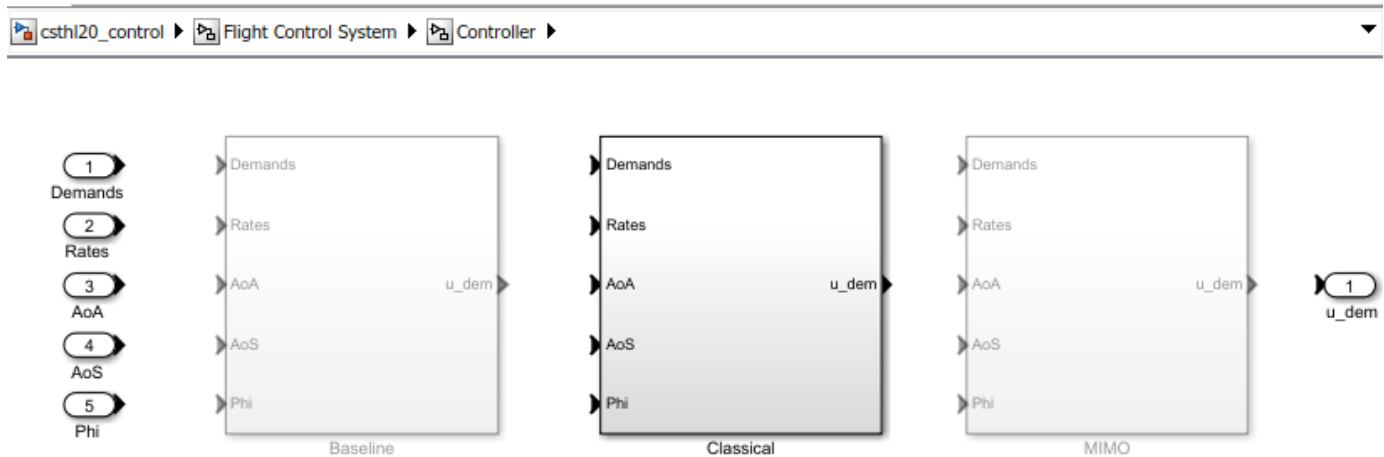 csthl20_control Flight Control System Controller
1
Demands
2
Rates
3
AoA
4
AoS
5
Phi
Demands
Rates
AoA
u_dem
AoS
Phi
Baseline
Demands
Rates
AoA
u_dem
AoS
Phi
Classical
Demands
Rates
AoA
u_dem
AoS
Phi
MIMO
1
u_dem